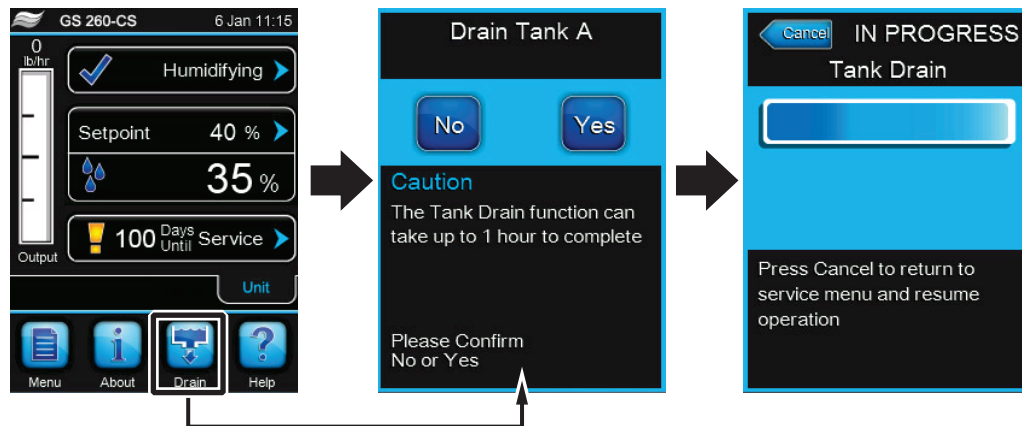 GS 260-CS 6 Jan 11:15
0
lb/hr
Humidifying
Setpoint 40 %
35 %
100 Days Until Service
Output
Unit
Menu About Drain Help
Drain Tank A
No Yes
Caution
The Tank Drain function can
take up to 1 hour to complete
Please Confirm
No or Yes
Cancel IN PROGRESS
Tank Drain
Press Cancel to return to
service menu and resume
operation